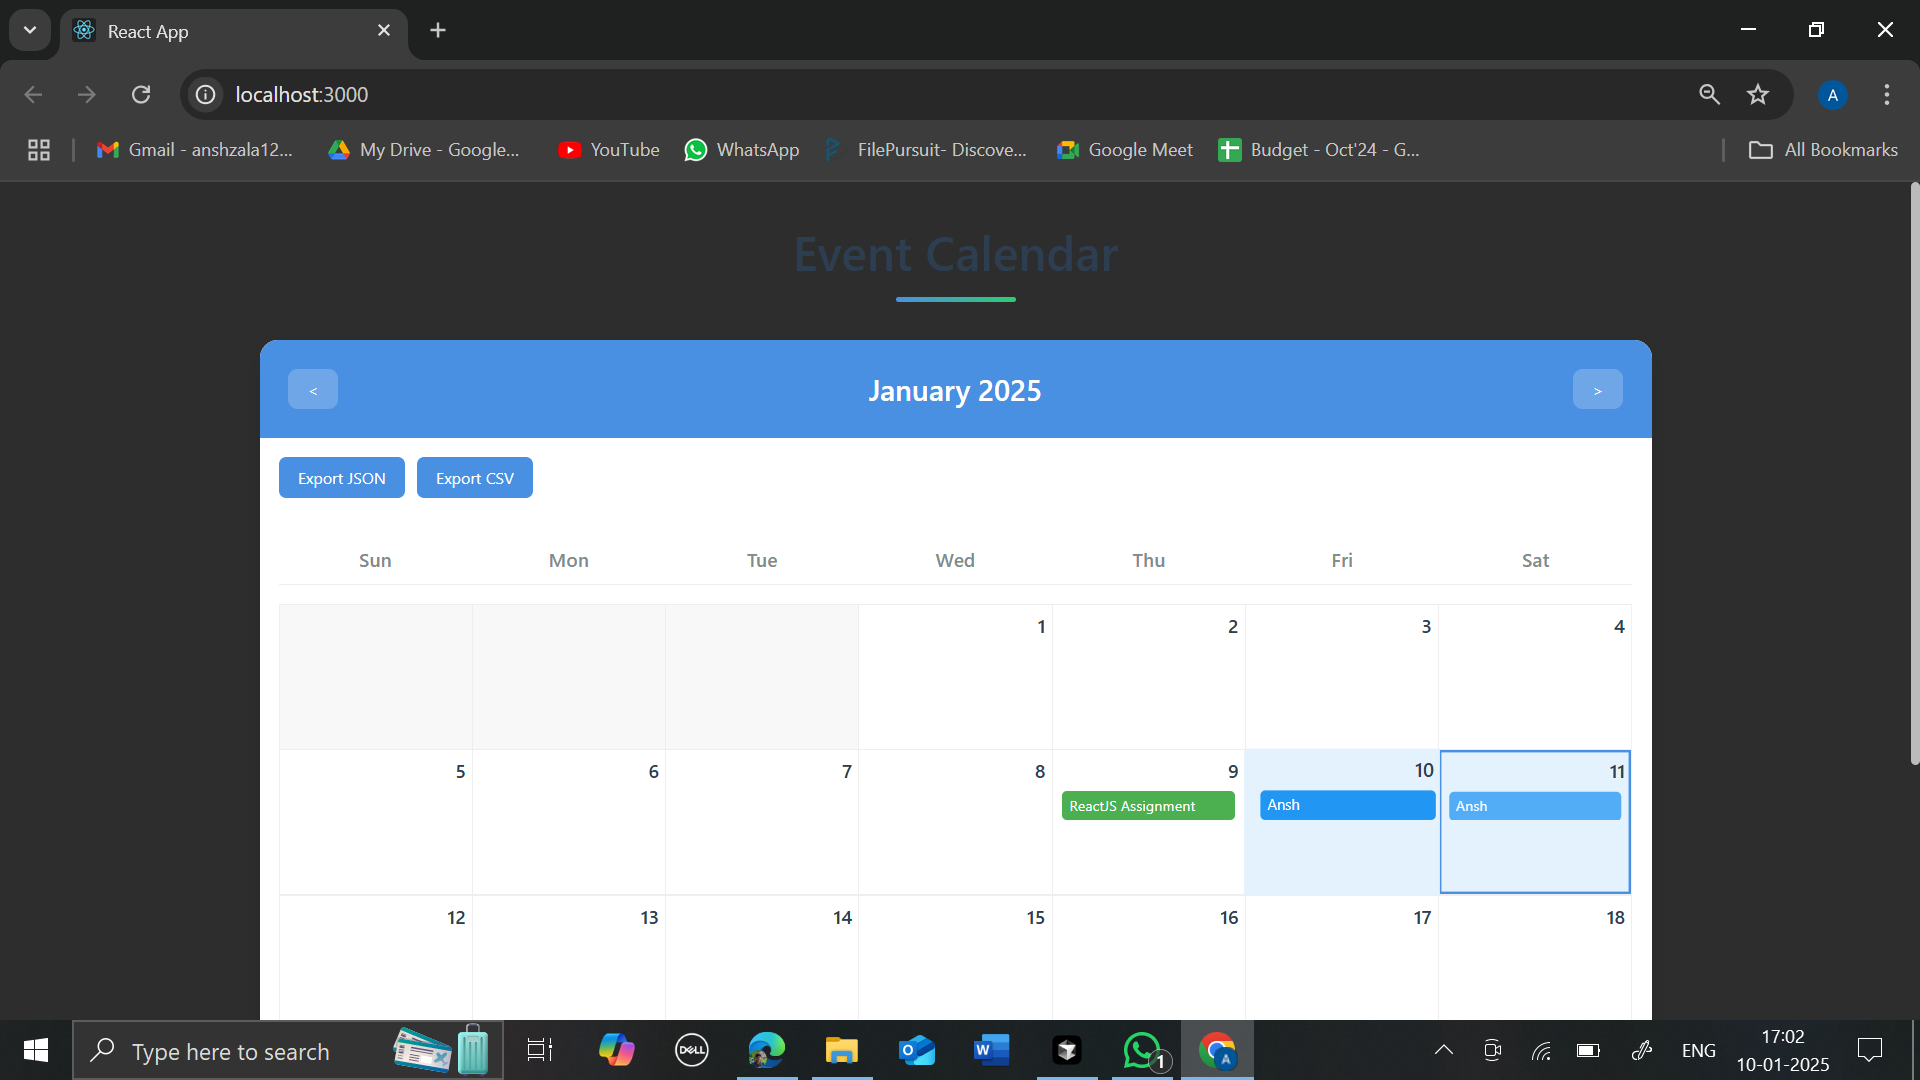 React App
localhost:3000
A
Gmail - anshzala12...
My Drive - Google...
YouTube
WhatsApp
FilePursuit- Discove...
Google Meet
Budget - Oct'24 - G...
All Bookmarks
Event Calendar
<
January 2025
>
Export JSON
Export CSV
Sun Mon Tue Wed Thu Fri Sat
1 2 3 4
5 6 7 8 9 10 11
ReactJS Assignment
Ansh
Ansh
12 13 14 15 16 17 18
Type here to search
DELL
O
W
1
A
ENG
17:02
10-01-2025